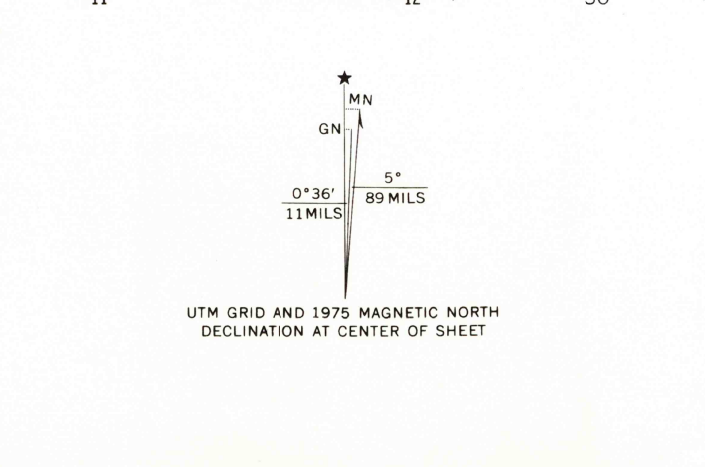 ★
MN
GN
5°
0°36'
89 MILS
11 MILS
UTM GRID AND 1975 MAGNETIC NORTH
DECLINATION AT CENTER OF SHEET